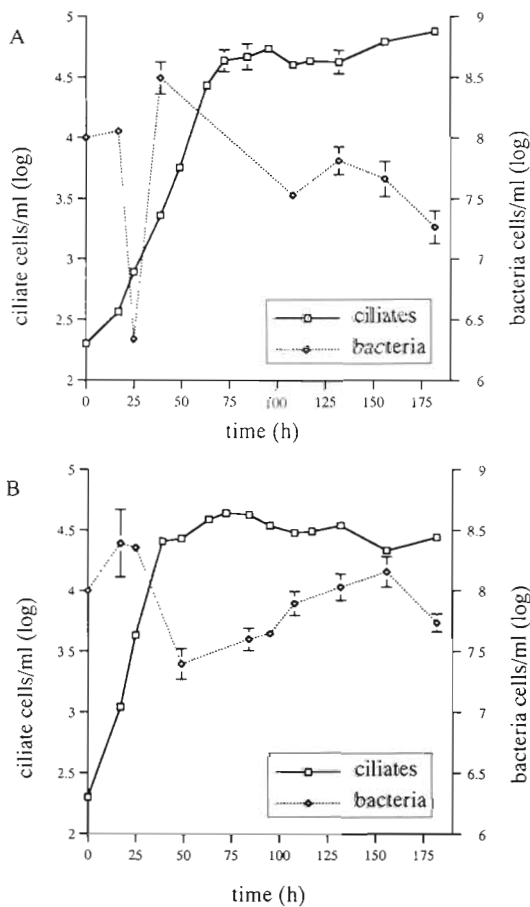 A
5
4.5
4
3.5
3
2.5
2
ciliate cells/ml (log)
9
8.5
8
7.5
7
6.5
6
bacteria cells/ml (log)
ciliates
bacteria
0 25 50 75 100 125 150 175
time (h)
B
5
4.5
4
3.5
3
2.5
2
ciliate cells/ml (log)
9
8.5
8
7.5
7
6.5
6
bacteria cells/ml (log)
ciliates
bacteria
0 25 50 75 100 125 150 175
time (h)